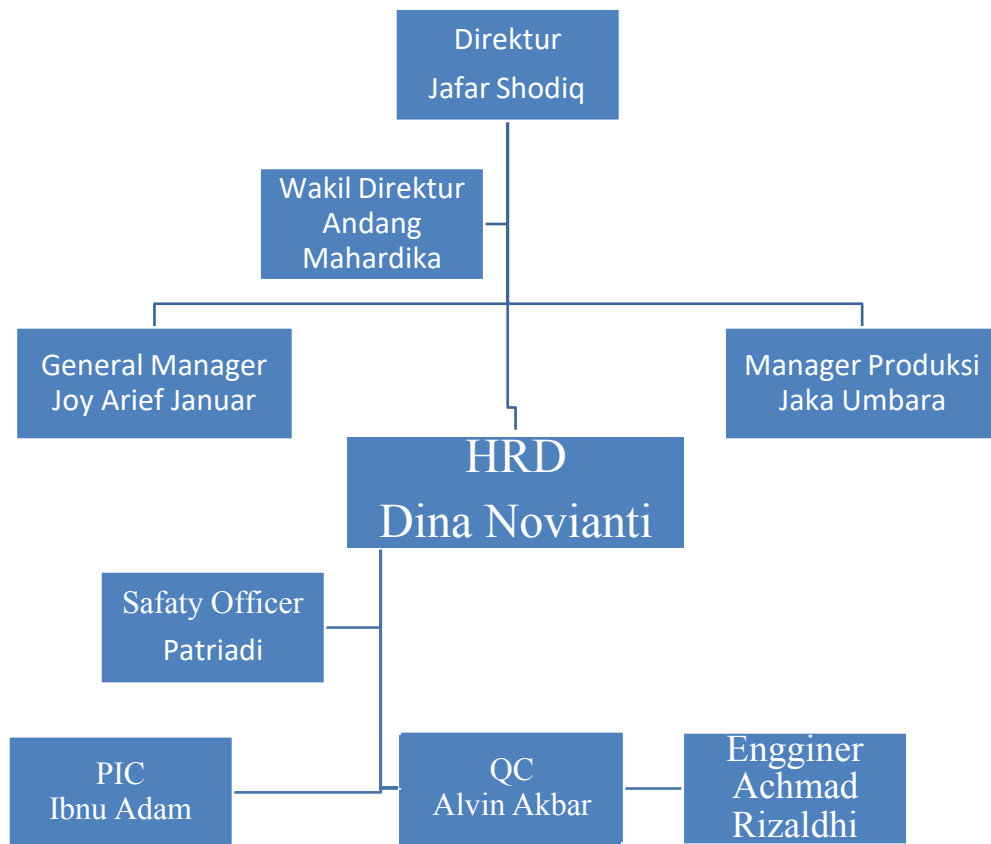 Direktur
Jafar Shodiq
Wakil Direktur
Andang
Mahardika
General Manager
Joy Arief Januar
Manager Produksi
Jaka Umbara
HRD
Dina Novianti
Safaty Officer
Patriadi
PIC
Ibnu Adam
QC
Alvin Akbar
Engginer
Achmad
Rizaldhi